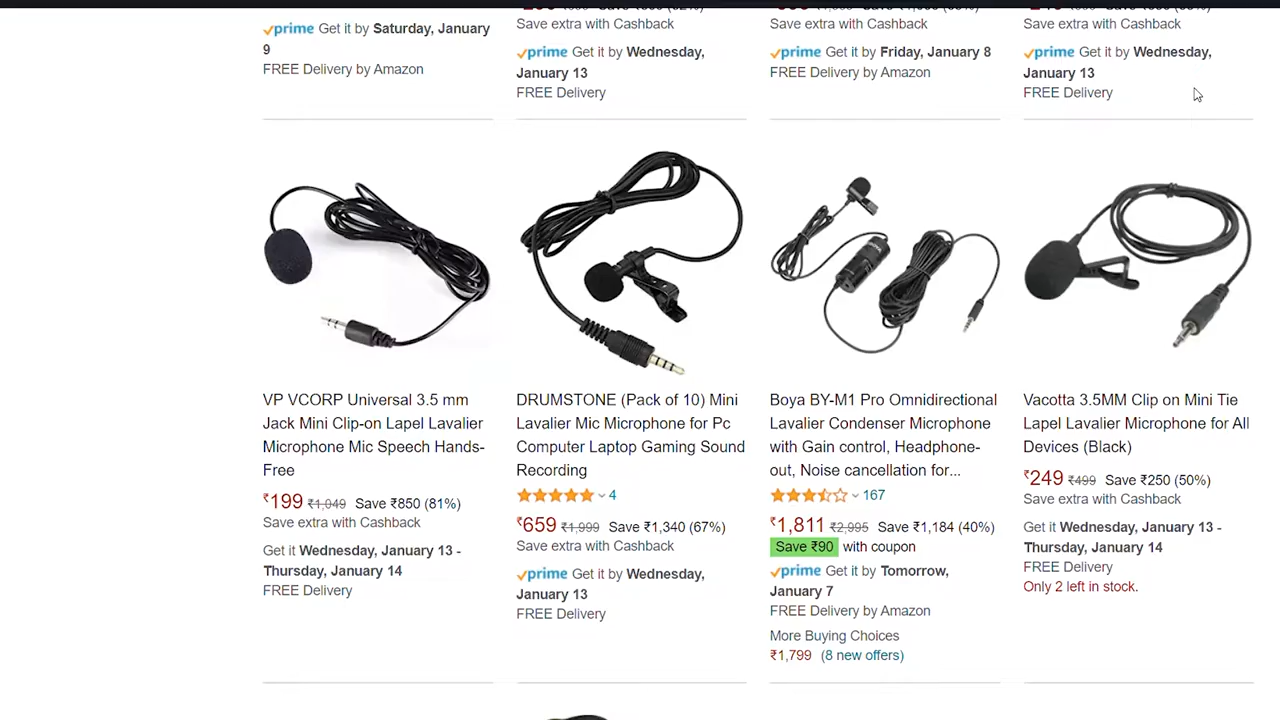 prime Get it by Saturday, January
9
FREE Delivery by Amazon
Save extra with Cashback
prime Get it by Wednesday,
January 13
FREE Delivery
Save extra with Cashback
prime Get it by Friday, January 8
FREE Delivery by Amazon
Save extra with Cashback
prime Get it by Wednesday,
January 13
FREE Delivery
VP VCORP Universal 3.5 mm
Jack Mini Clip-on Lapel Lavalier
Microphone Mic Speech Hands-
Free
₹199 ₹1,049 Save ₹850 (81%)
Save extra with Cashback
Get it Wednesday, January 13 -
Thursday, January 14
FREE Delivery
DRUMSTONE (Pack of 10) Mini
Lavalier Mic Microphone for Pc
Computer Laptop Gaming Sound
Recording
4
₹659 ₹1,999 Save ₹1,340 (67%)
Save extra with Cashback
prime Get it by Wednesday,
January 13
FREE Delivery
Boya BY-M1 Pro Omnidirectional
Lavalier Condenser Microphone
with Gain control, Headphone-
out, Noise cancellation for...
167
₹1,811 ₹2,995 Save ₹1,184 (40%)
Save ₹90 with coupon
prime Get it by Tomorrow,
January 7
FREE Delivery by Amazon
More Buying Choices
₹1,799 (8 new offers)
Vacotta 3.5MM Clip on Mini Tie
Lapel Lavalier Microphone for All
Devices (Black)
₹249 ₹499 Save ₹250 (50%)
Save extra with Cashback
Get it Wednesday, January 13 -
Thursday, January 14
FREE Delivery
Only 2 left in stock.